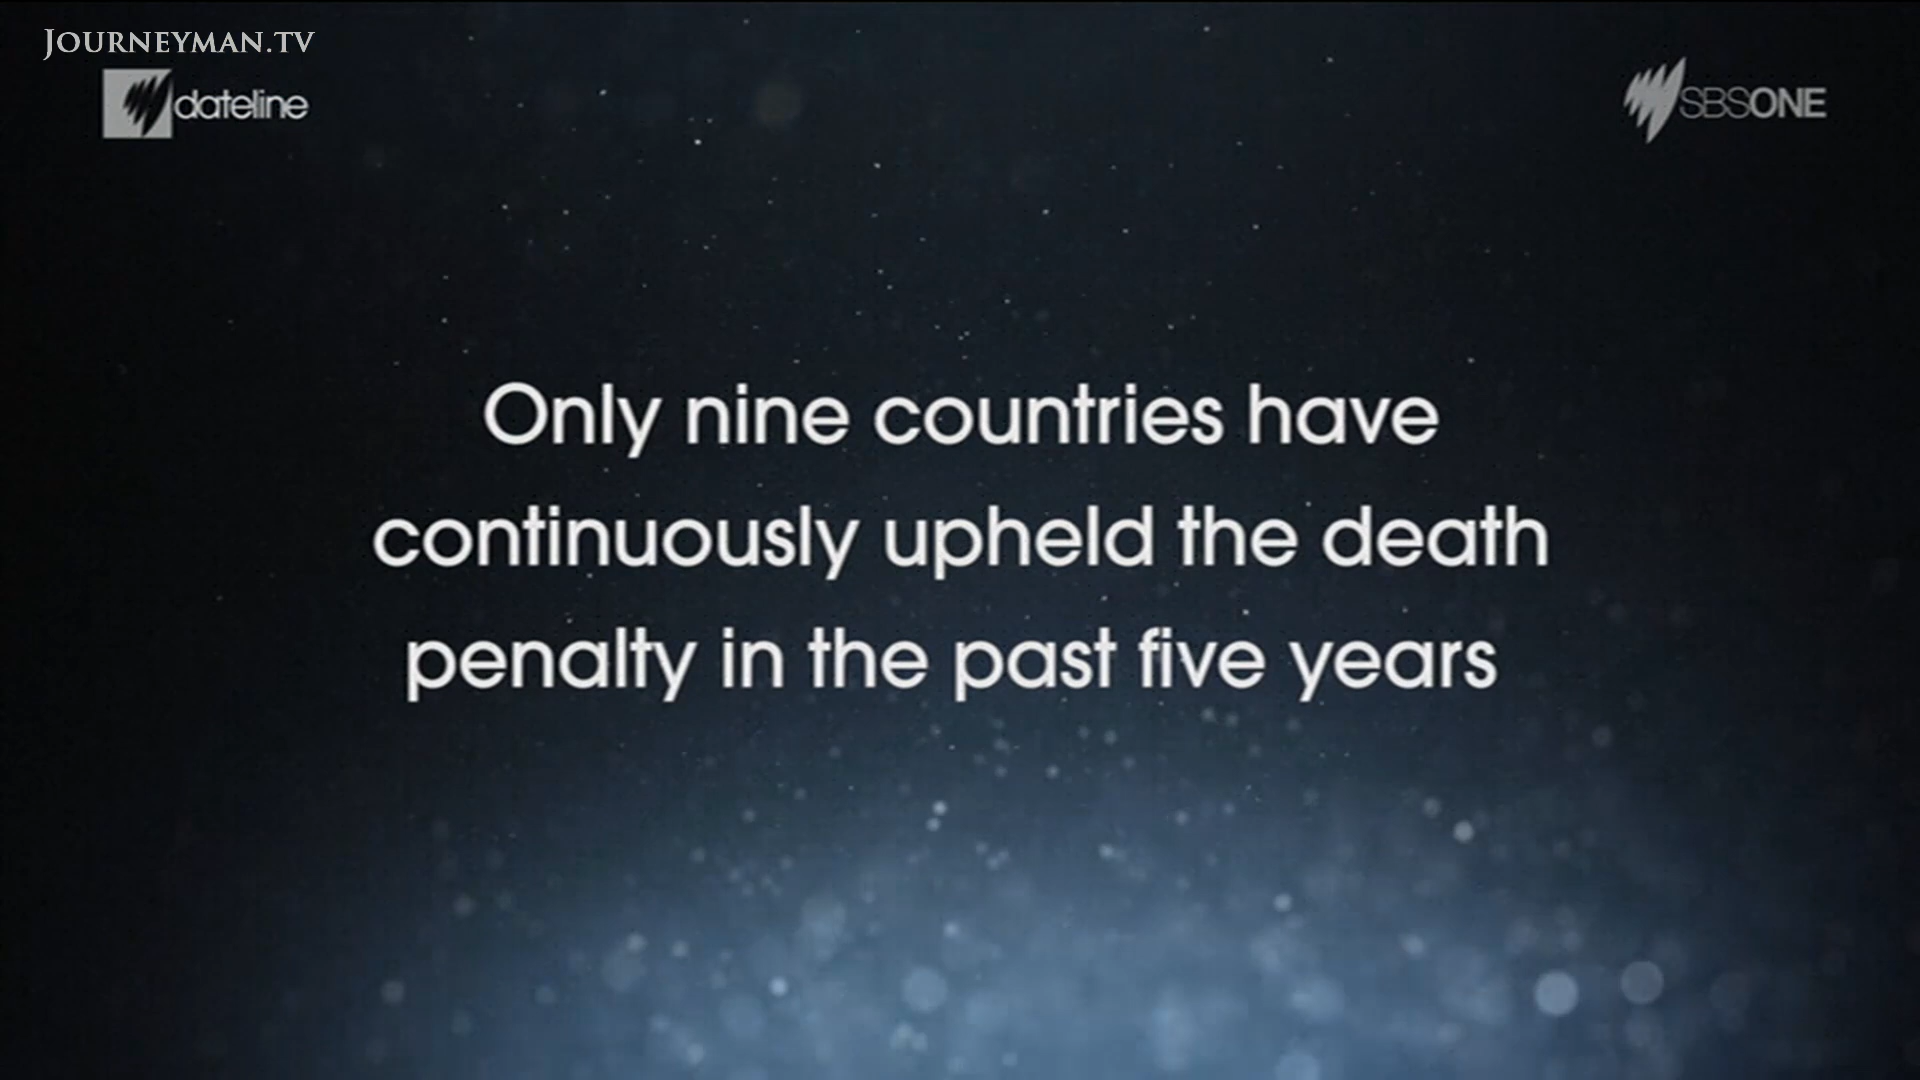 JOURNEYMAN.TV
dateline
SBSONE
Only nine countries have
continuously upheld the death
penalty in the past five years